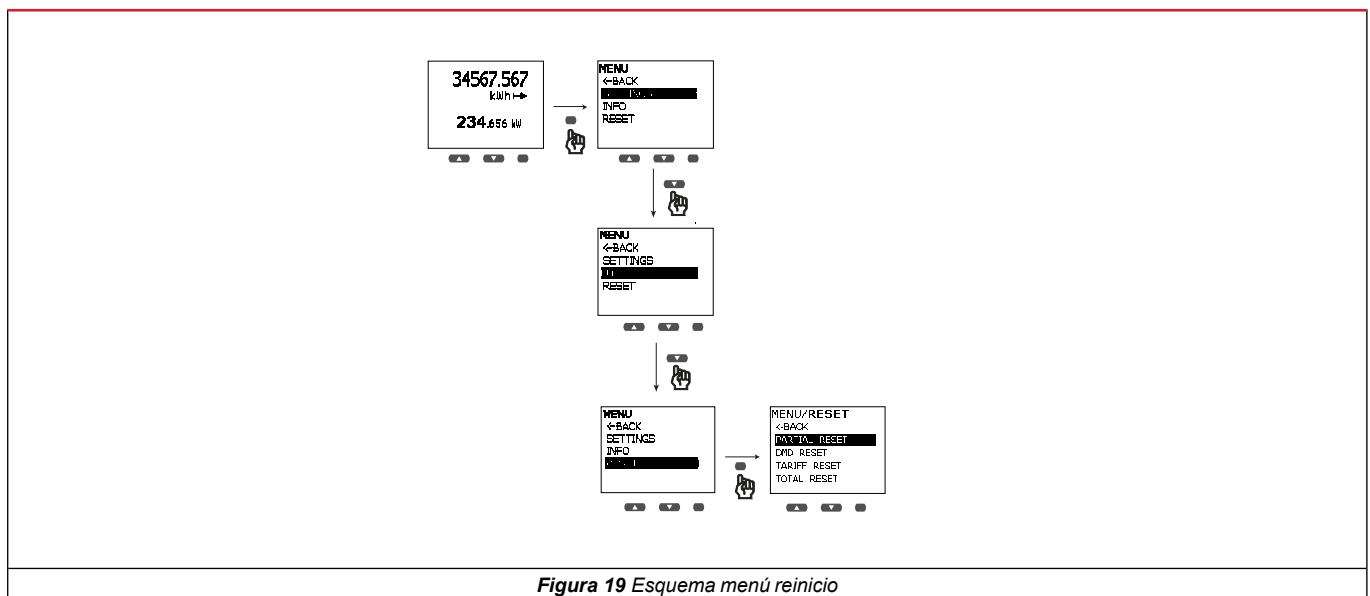 34567.567
kWh
234.656 kW
MENU
<-BACK
INFO
RESET
MENU
<-BACK
SETTINGS
RESET
MENU
<-BACK
SETTINGS
INFO
MENU/RESET
<-BACK
PARTIAL RESET
DMD RESET
TARIFF RESET
TOTAL RESET
Figura 19 Esquema menú reinicio